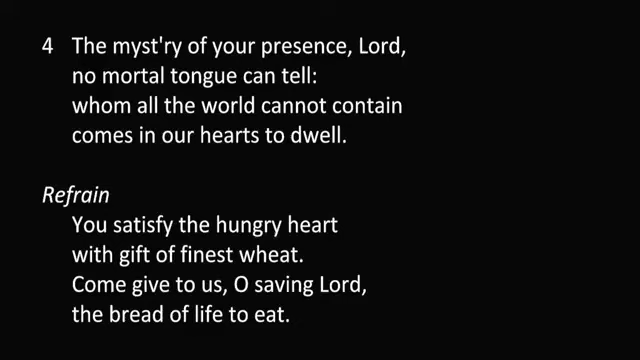 4 The myst'ry of your presence, Lord,
no mortal tongue can tell:
whom all the world cannot contain
comes in our hearts to dwell.
Refrain
You satisfy the hungry heart
with gift of finest wheat.
Come give to us, O saving Lord,
the bread of life to eat.